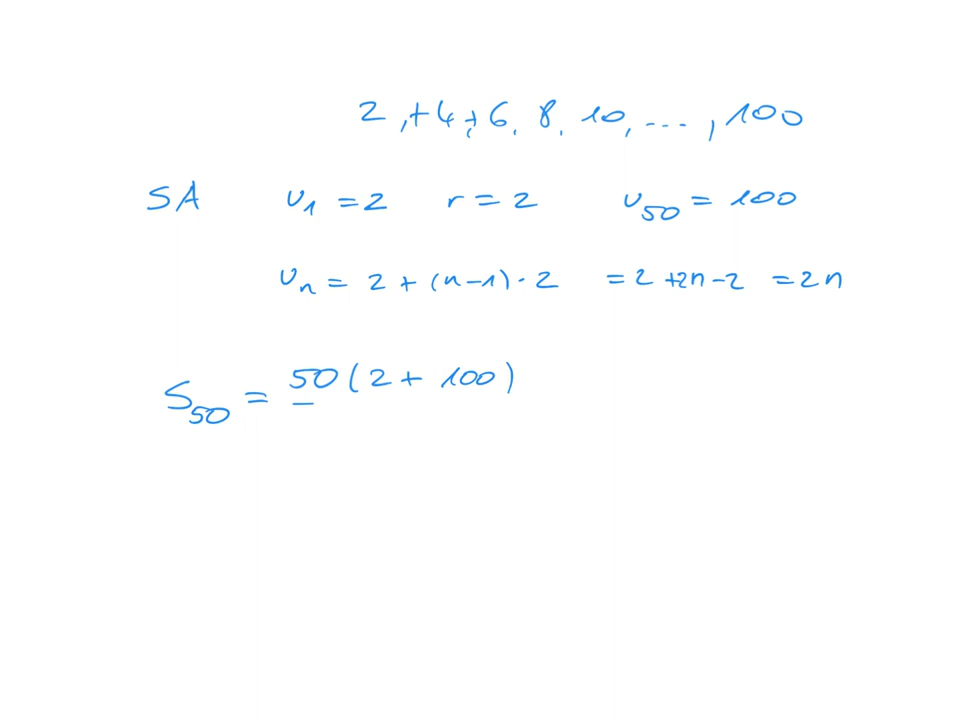 2 ,+4 ,+ 6, 8, 10, ... , 100
SA u₁ = 2 r = 2 u₅₀ = 100
uₙ = 2 + (n-1) · 2 = 2 + 2n - 2 = 2n
S₅₀ = 50 ( 2 + 100 )